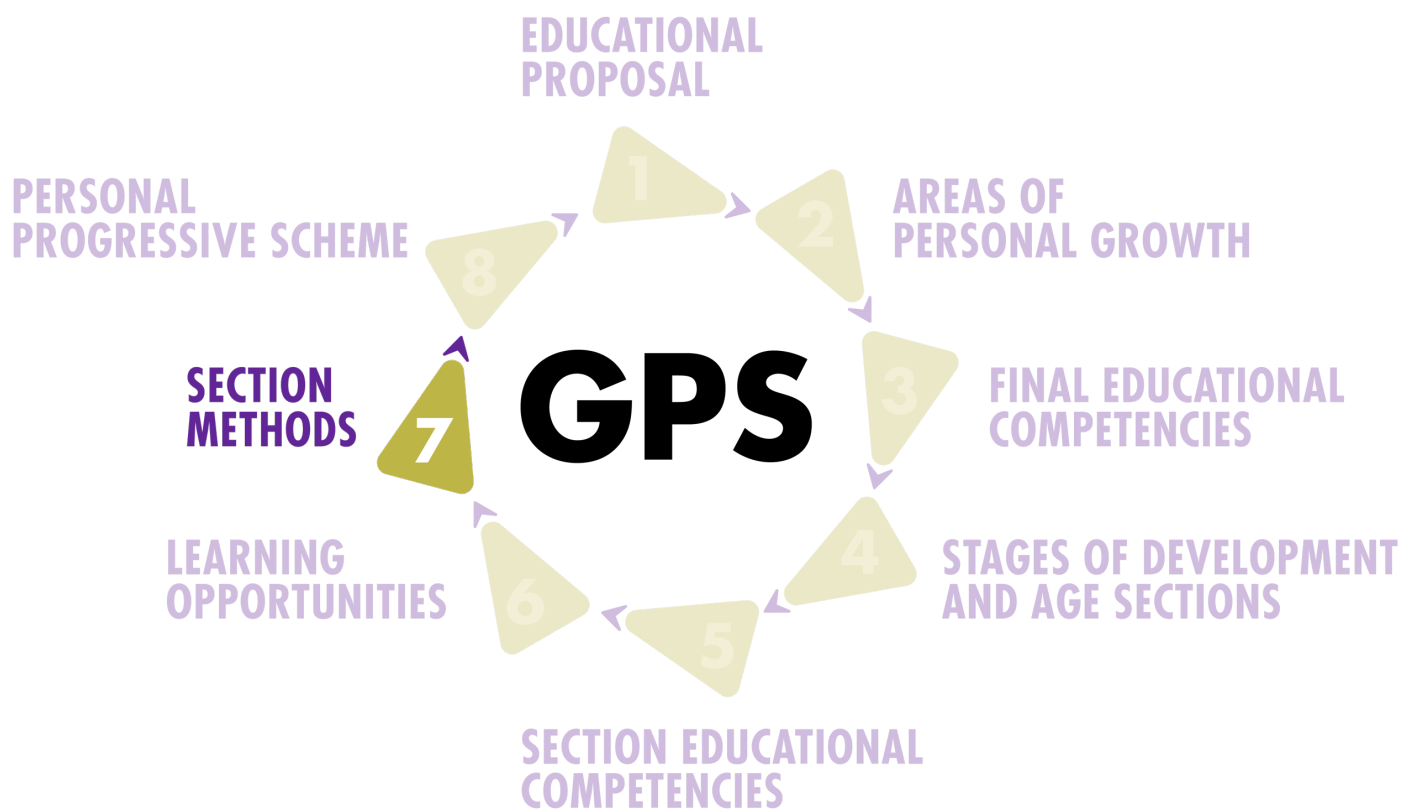 EDUCATIONAL
PROPOSAL
1
2
AREAS OF
PERSONAL GROWTH
3
FINAL EDUCATIONAL
COMPETENCIES
4
STAGES OF DEVELOPMENT
AND AGE SECTIONS
5
SECTION EDUCATIONAL
COMPETENCIES
6
LEARNING
OPPORTUNITIES
7
SECTION
METHODS
8
PERSONAL
PROGRESSIVE SCHEME
GPS